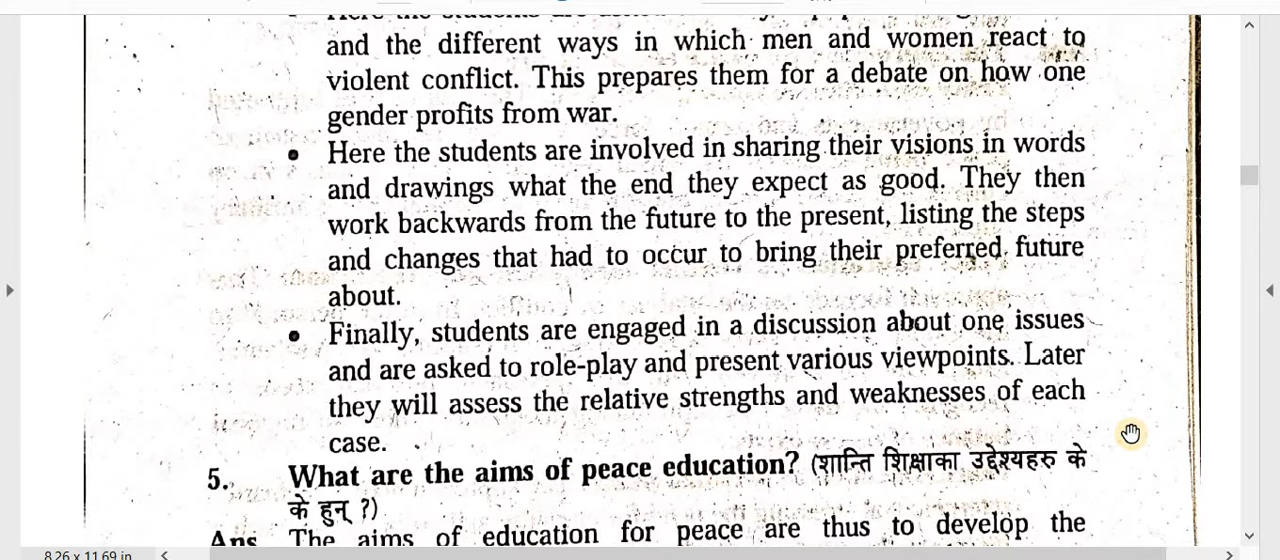 and the different ways in which men and women react to
violent conflict. This prepares them for a debate on how one
gender profits from war.
• Here the students are involved in sharing their visions in words
and drawings what the end they expect as good. They then
work backwards from the future to the present, listing the steps
and changes that had to occur to bring their preferred future
about.
• Finally, students are engaged in a discussion about one issues
and are asked to role-play and present various viewpoints. Later
they will assess the relative strengths and weaknesses of each
case.
5. What are the aims of peace education? (शान्ति शिक्षाका उद्देश्यहरु के
के हुन् ?)
Ans The aims of education for peace are thus to develop the
8.26 x 11.69 in